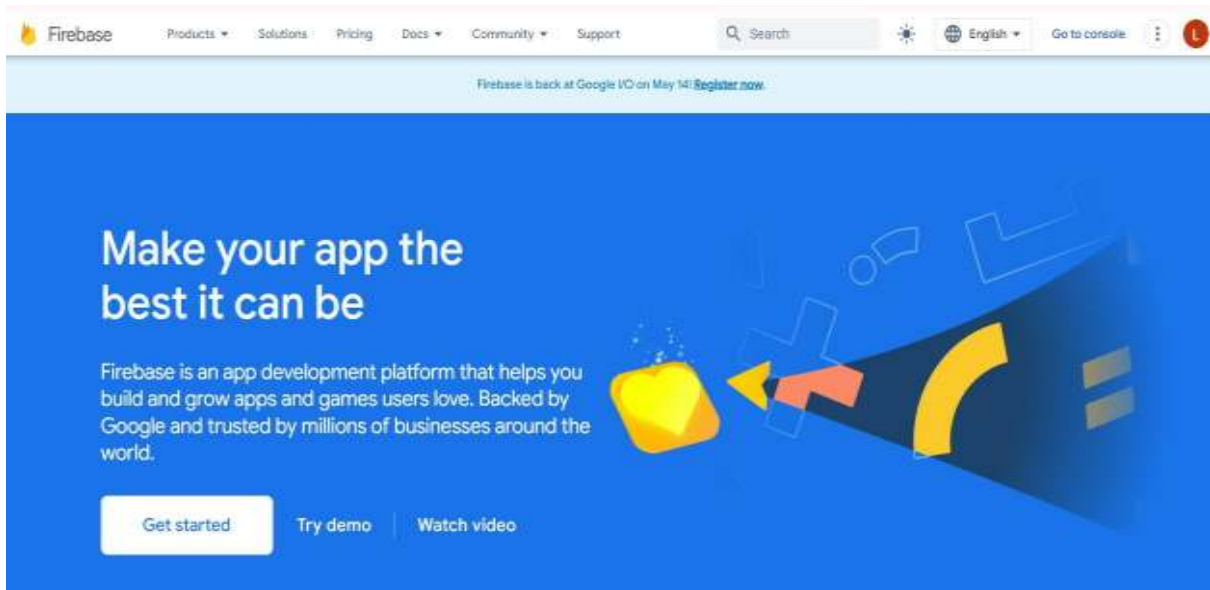 Firebase
Products
Solutions
Pricing
Docs
Community
Support
Search
English
Go to console
L
Firebase is back at Google I/O on May 14! Register now.
Make your app the
best it can be
Firebase is an app development platform that helps you
build and grow apps and games users love. Backed by
Google and trusted by millions of businesses around the
world.
Get started
Try demo
Watch video